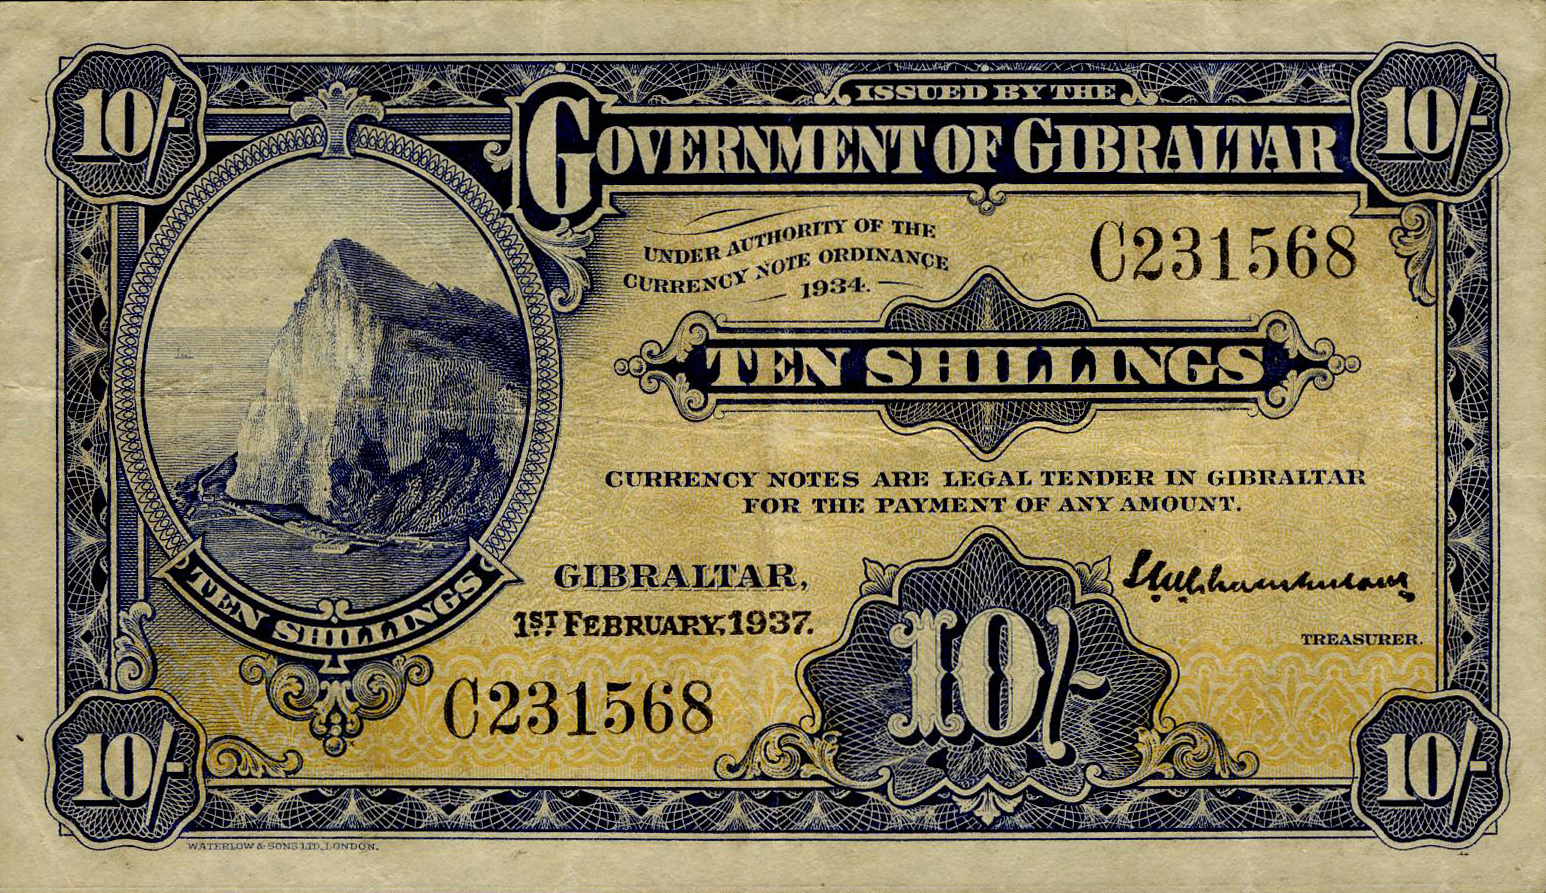 10/-
ISSUED BY THE
10/-
GOVERNMENT OF GIBRALTAR
UNDER AUTHORITY OF THE
CURRENCY NOTE ORDINANCE
1934.
C231568
TEN SHILLINGS
CURRENCY NOTES ARE LEGAL TENDER IN GIBRALTAR
FOR THE PAYMENT OF ANY AMOUNT.
GIBRALTAR,
1ST FEBRUARY, 1937.
TREASURER.
TEN SHILLINGS
C231568
10/-
10/-
10/-
WATERLOW & SONS LTD., LONDON.